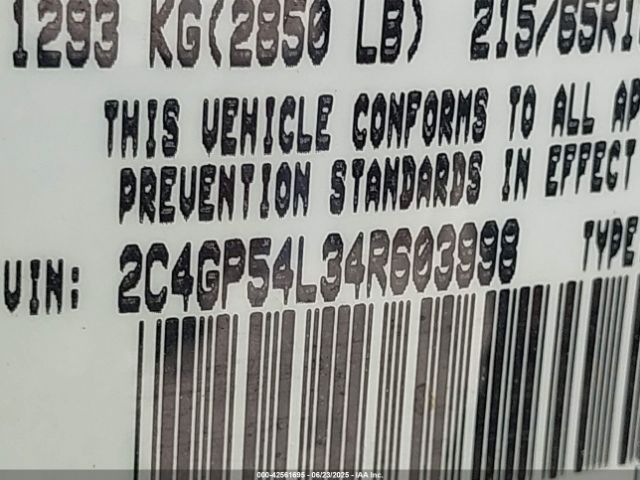 1293 KG(2850 LB) 215/65R1
THIS VEHICLE CONFORMS TO ALL AP
PREVENTION STANDARDS IN EFFECT
VIN: 2C4GP54L34R603998 TYPE
000-42561695 - 06/23/2025 - IAA Inc.